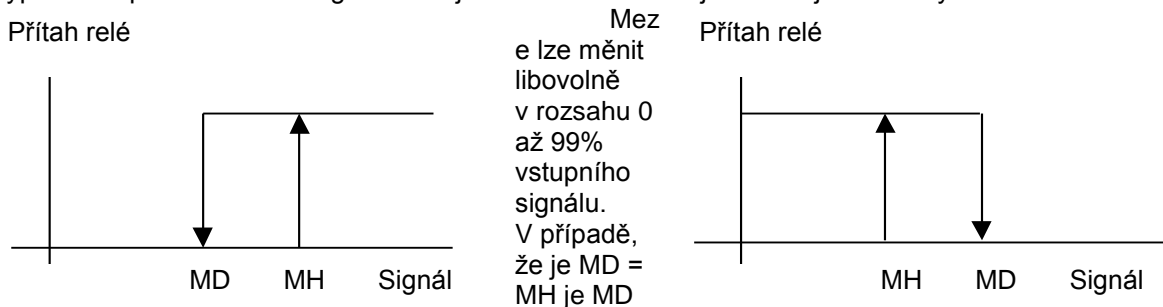 Přítah relé
MD MH Signál
Mez
e lze měnit
libovolně
v rozsahu 0
až 99%
vstupního
signálu.
V případě,
že je MD =
MH je MD
Přítah relé
MH MD Signál